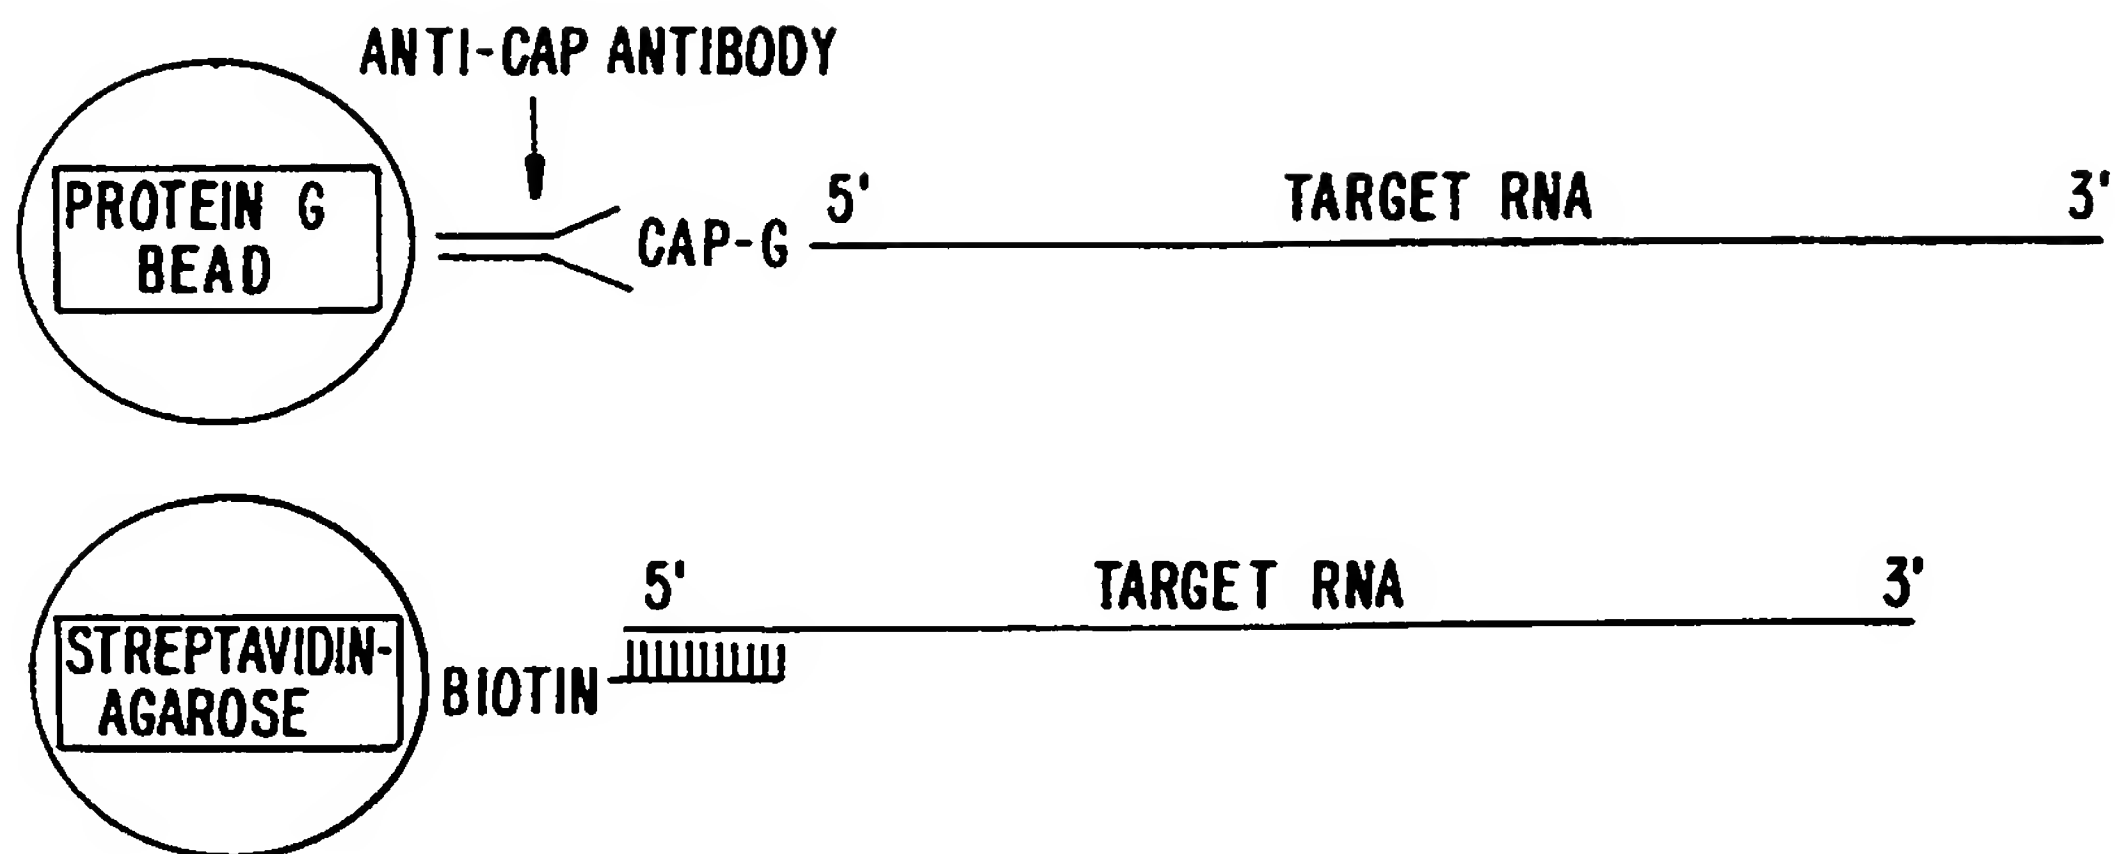 ANTI-CAP ANTIBODY
PROTEIN G
BEAD
CAP-G
5'
TARGET RNA
3'
STREPTAVIDIN-
AGAROSE
BIOTIN
5'
TARGET RNA
3'